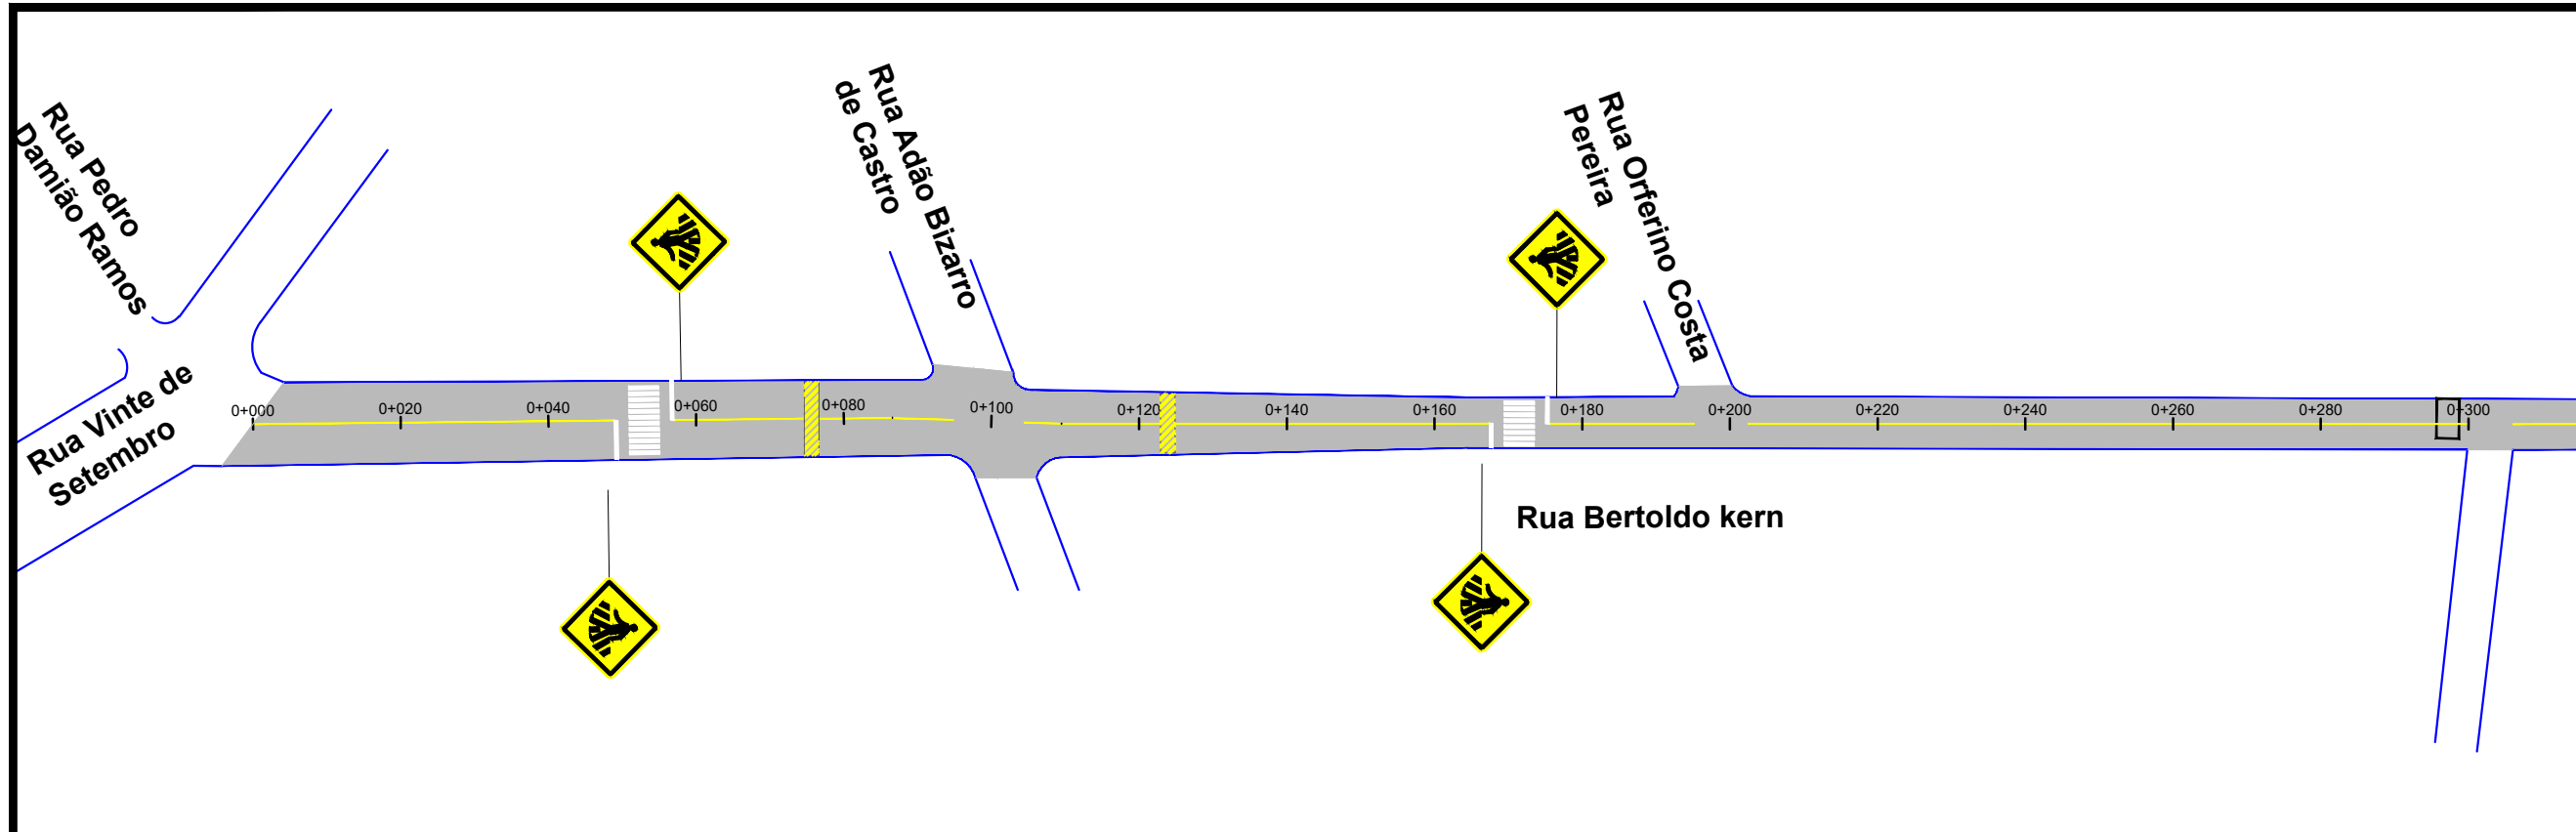 Rua Pedro
Damião Ramos
Rua Vinte de
Setembro
Rua Adão Bizarro
de Castro
Rua Orferino Costa
Pereira
0+000
0+020
0+040
0+060
0+080
0+100
0+120
0+140
0+160
0+180
0+200
0+220
0+240
0+260
0+280
0+300
Rua Bertoldo kern